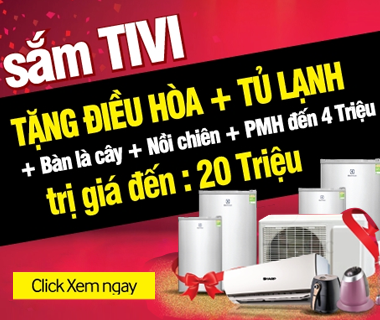 sắm TIVI
TẶNG ĐIỀU HÒA + TỦ LẠNH
+ Bàn là cây + Nồi chiên + PMH đến 4 Triệu
trị giá đến : 20 Triệu
Click Xem ngay